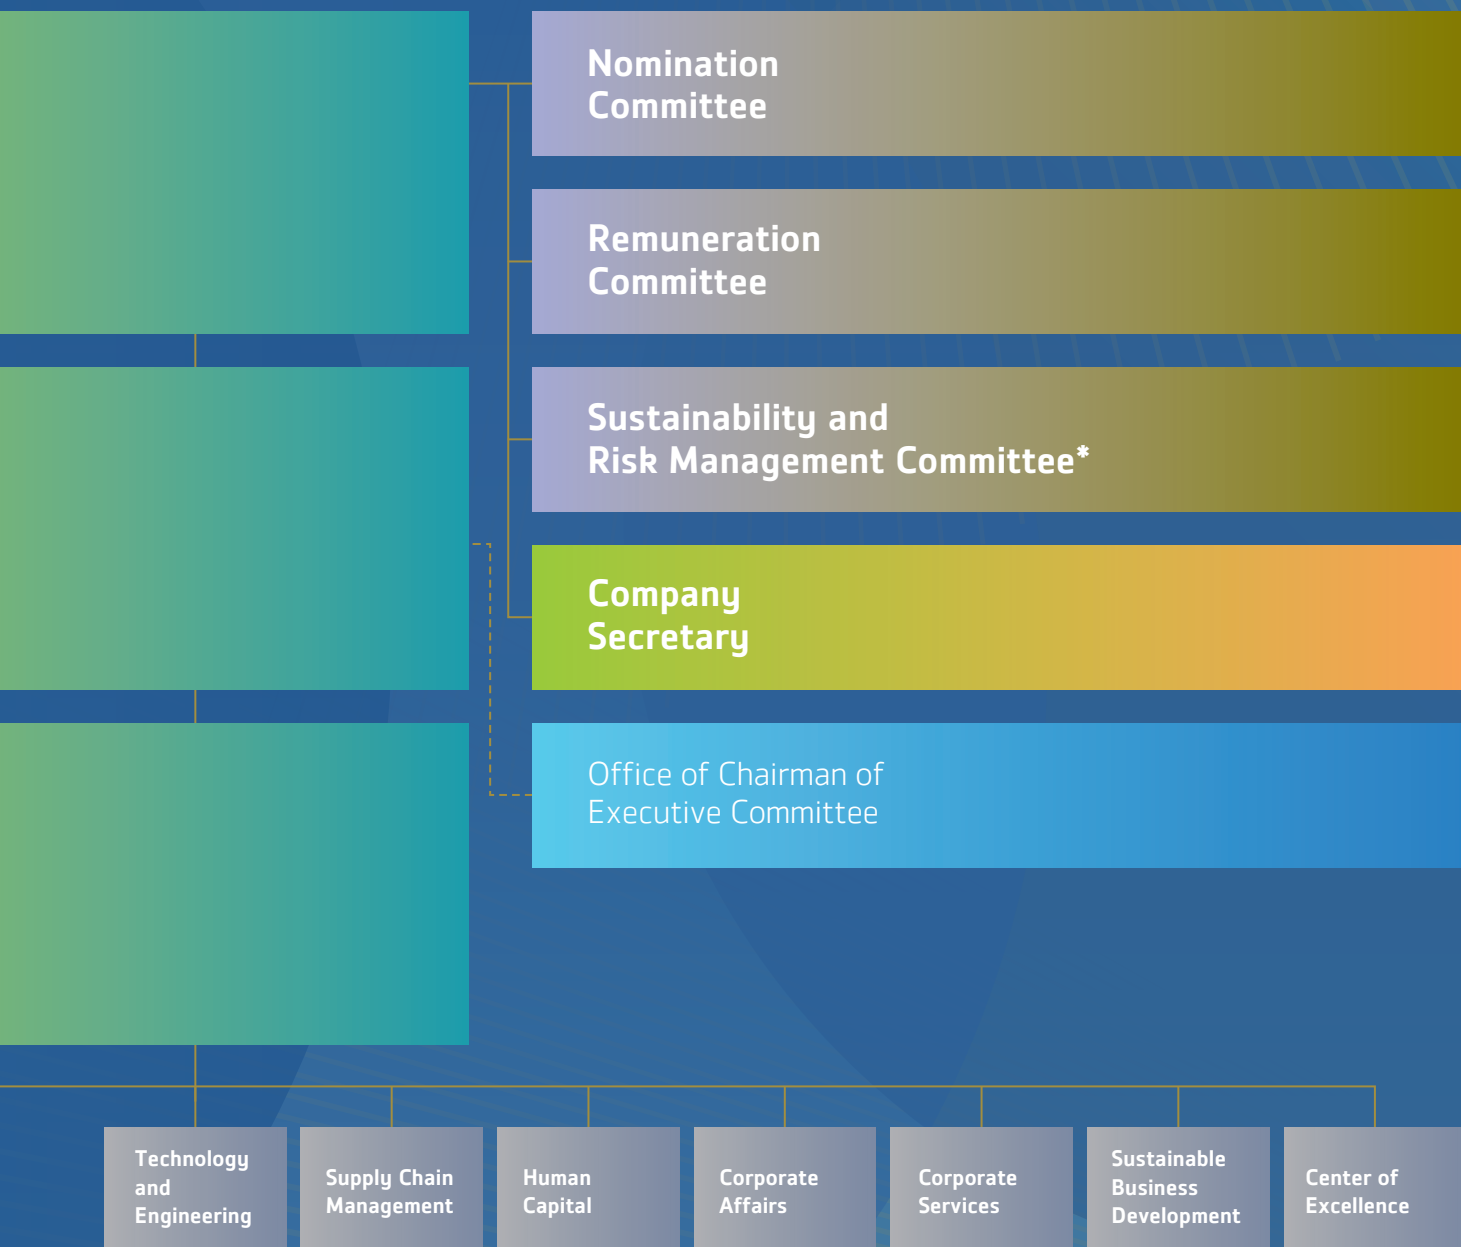 Nomination
Committee
Remuneration
Committee
Sustainability and
Risk Management Committee*
Company
Secretary
Office of Chairman of
Executive Committee
Technology
and
Engineering
Supply Chain
Management
Human
Capital
Corporate
Affairs
Corporate
Services
Sustainable
Business
Development
Center of
Excellence